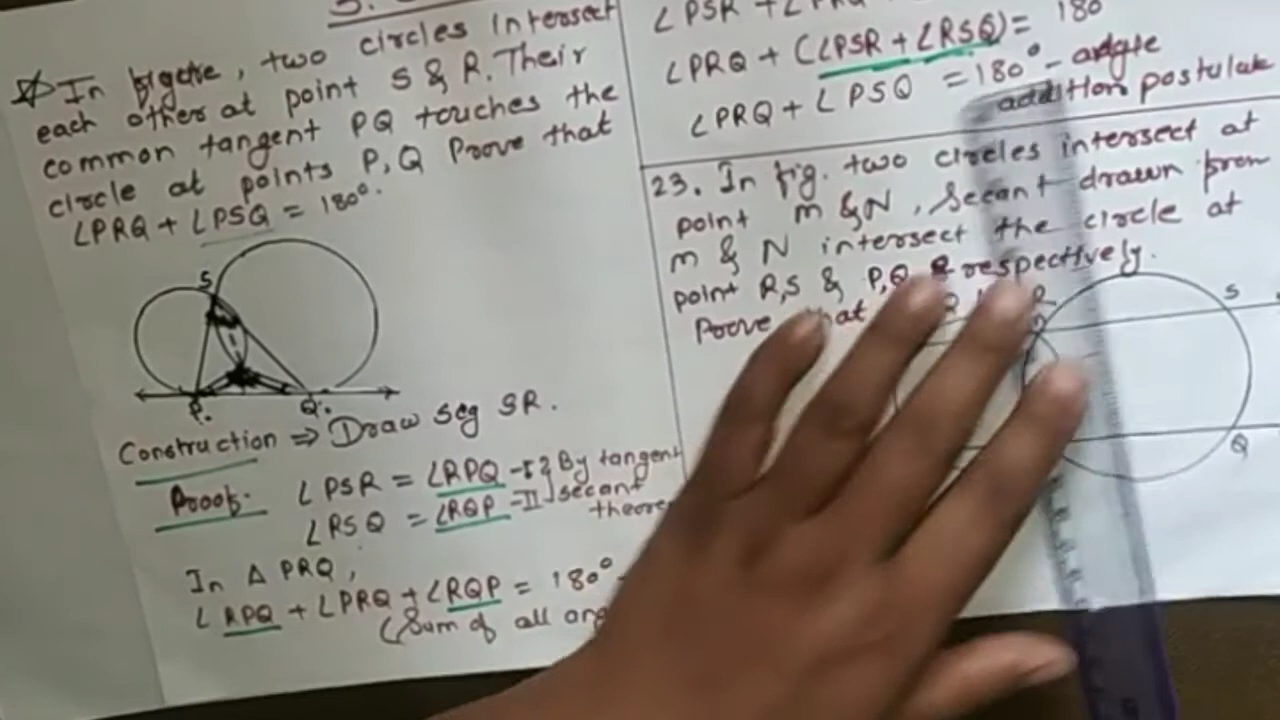 In figure, two circles intersect
each other at point S & R. Their
common tangent PQ touches the
circle at points P, Q Prove that
∠PRQ + ∠PSQ = 180°.
S
P.
Q.
Construction ⇒ Draw seg SR.
Proof:-
∠PSR = ∠RPQ - I } By tangent
∠RSQ = ∠RQP - II } secant
In Δ PRQ,
∠RPQ + ∠PRQ + ∠RQP = 180°
(Sum of all
∠PSR +
∠PRQ + (∠PSR + ∠RSQ) = 180
∠PRQ + ∠PSQ = 180° - angle
addition postulate
23. In fig. two circles intersect at
point M & N, Secant drawn from
M & N intersect the circle at
point R,S & P,Q respectively.
Prove that
R
S
Q